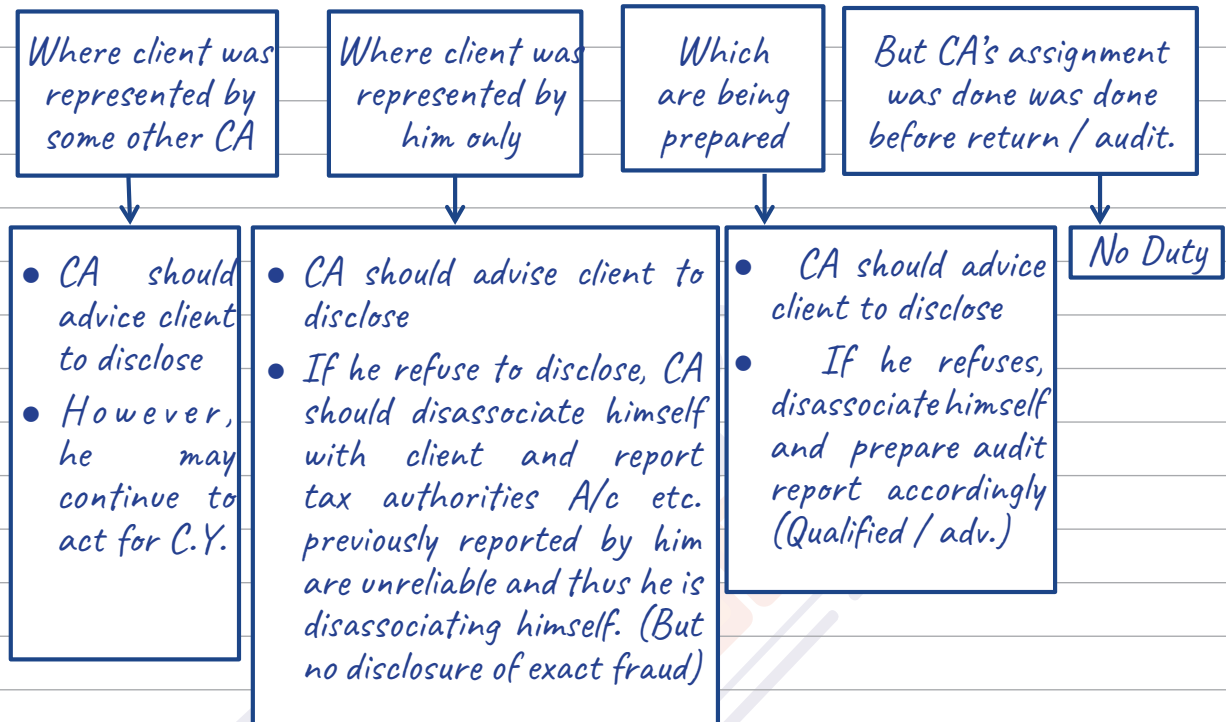 Where client was
represented by
some other CA
Where client was
represented by
him only
Which
are being
prepared
But CA's assignment
was done was done
before return / audit.
● CA should
advice client
to disclose
● However,
he may
continue to
act for C.Y.
● CA should advise client to
disclose
● If he refuse to disclose, CA
should disassociate himself
with client and report
tax authorities A/c etc.
previously reported by him
are unreliable and thus he is
disassociating himself. (But
no disclosure of exact fraud)
● CA should advice
client to disclose
● If he refuses,
disassociate himself
and prepare audit
report accordingly
(Qualified / adv.)
No Duty